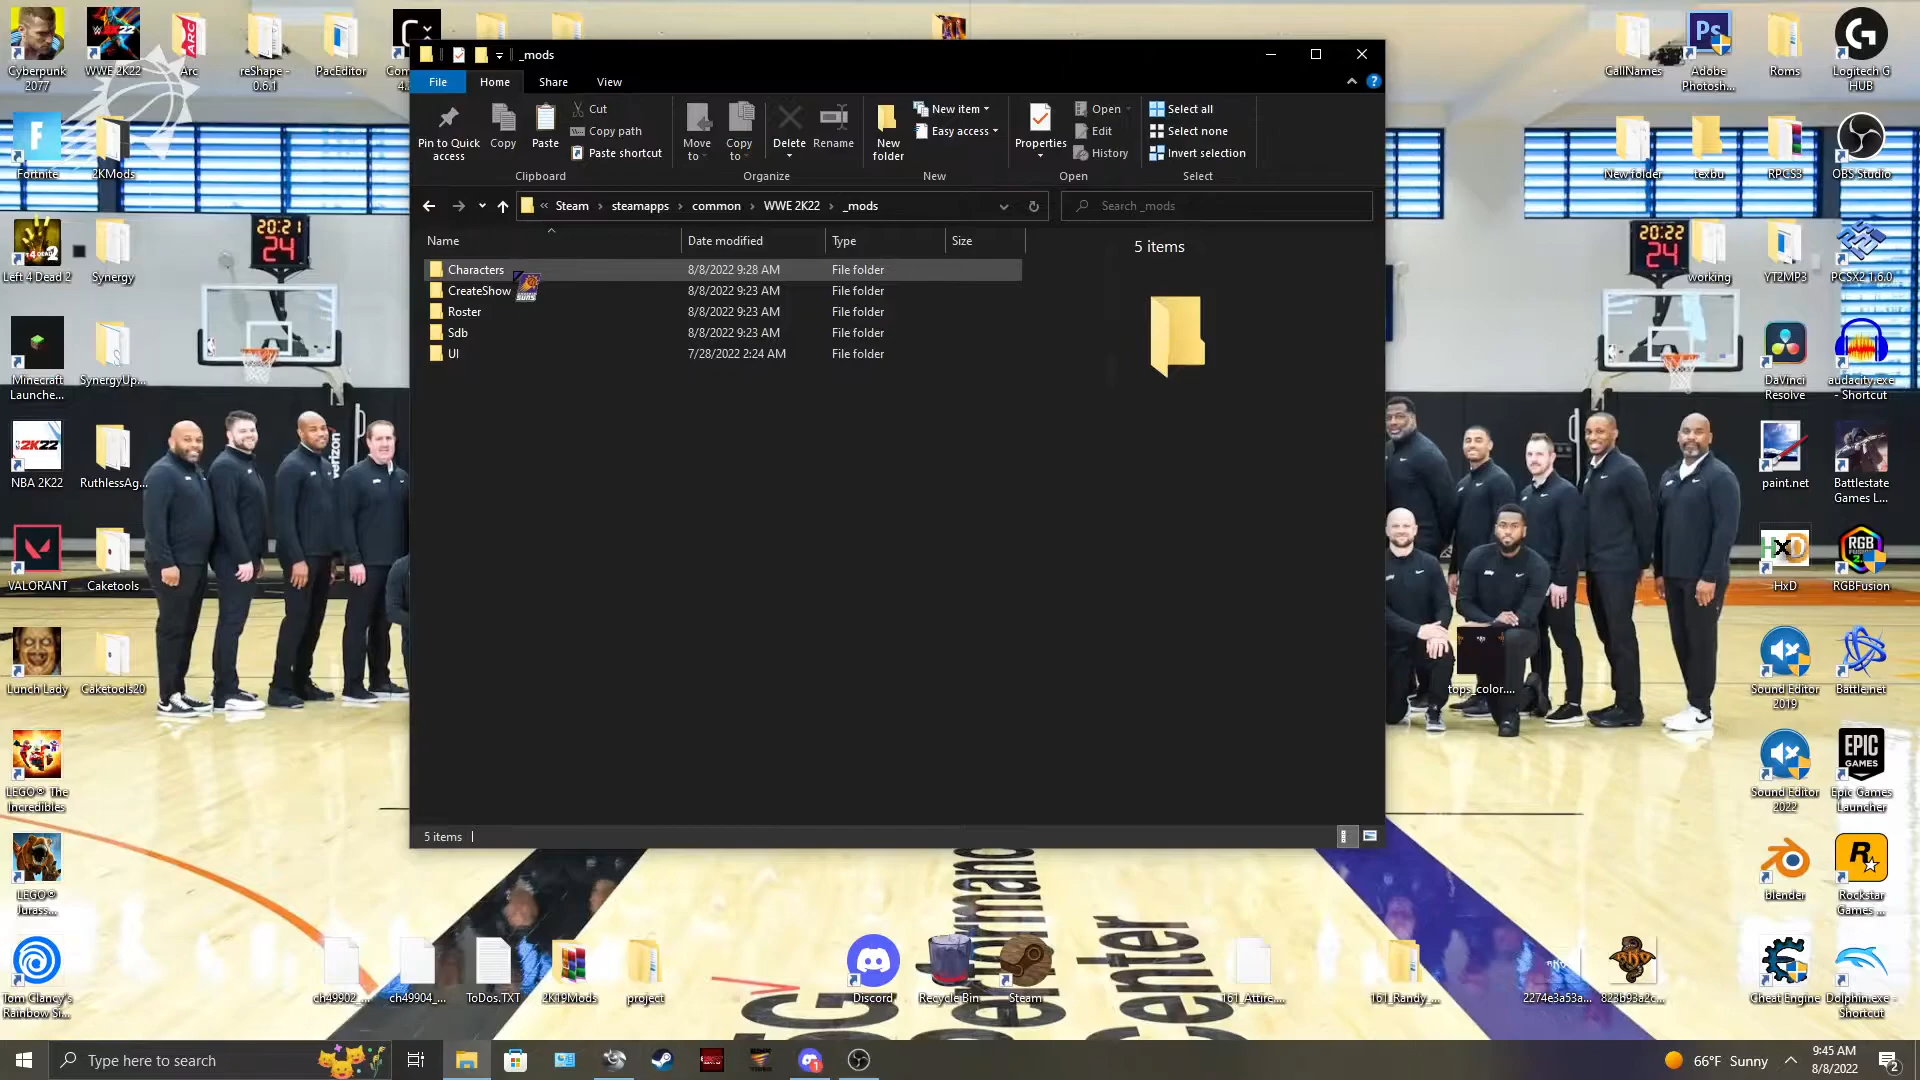 _mods
File
Home
Share
View
Pin to Quick
access
Copy
Paste
Cut
Copy path
Paste shortcut
Clipboard
Move
to
Copy
to
Delete
Rename
Organize
New
folder
New item
Easy access
New
Properties
Open
Edit
History
Open
Select all
Select none
Invert selection
Select
Steam
steamapps
common
WWE 2K22
_mods
Search _mods
Name
Date modified
Type
Size
Characters 8/8/2022 9:28 AM File folder
CreateShow 8/8/2022 9:23 AM File folder
Roster 8/8/2022 9:23 AM File folder
Sdb 8/8/2022 9:23 AM File folder
UI 7/28/2022 2:24 AM File folder
5 items
5 items
Cyberpunk
2077
WWE 2K22
Arc
reShape -
0.6.1
PacEditor
Fortnite
2KMods
Left 4 Dead 2
Synergy
Minecraft
Launche...
SynergyUp...
NBA 2K22
RuthlessAg...
VALORANT
Caketools
Lunch Lady
Caketools20
LEGO® The
Incredibles
LEGO®
Jurass...
Tom Clancy's
Rainbow Si...
ch49902_...
ch49904_...
ToDos.TXT
2K19Mods
project
Discord
Recycle Bin
Steam
161_Attire...
161_Randy_...
2274e3a53a...
823b93a2c...
Cheat Engine
Dolphin.exe -
Shortcut
CallNames
Adobe
Photosh...
Roms
Logitech G
HUB
New folder
texbu
RPCS3
OBS Studio
working
YT2MP3
PCSX2 1.6.0
DaVinci
Resolve
audacity.exe
- Shortcut
paint.net
Battlestate
Games L...
HxD
RGBFusion
tops_color....
Sound Editor
2019
Battle.net
Sound Editor
2022
Epic Games
Launcher
blender
Rockstar
Games ...
20:21
24
20:22
24
verizon
center
Type here to search
66°F Sunny
9:45 AM
8/8/2022
2